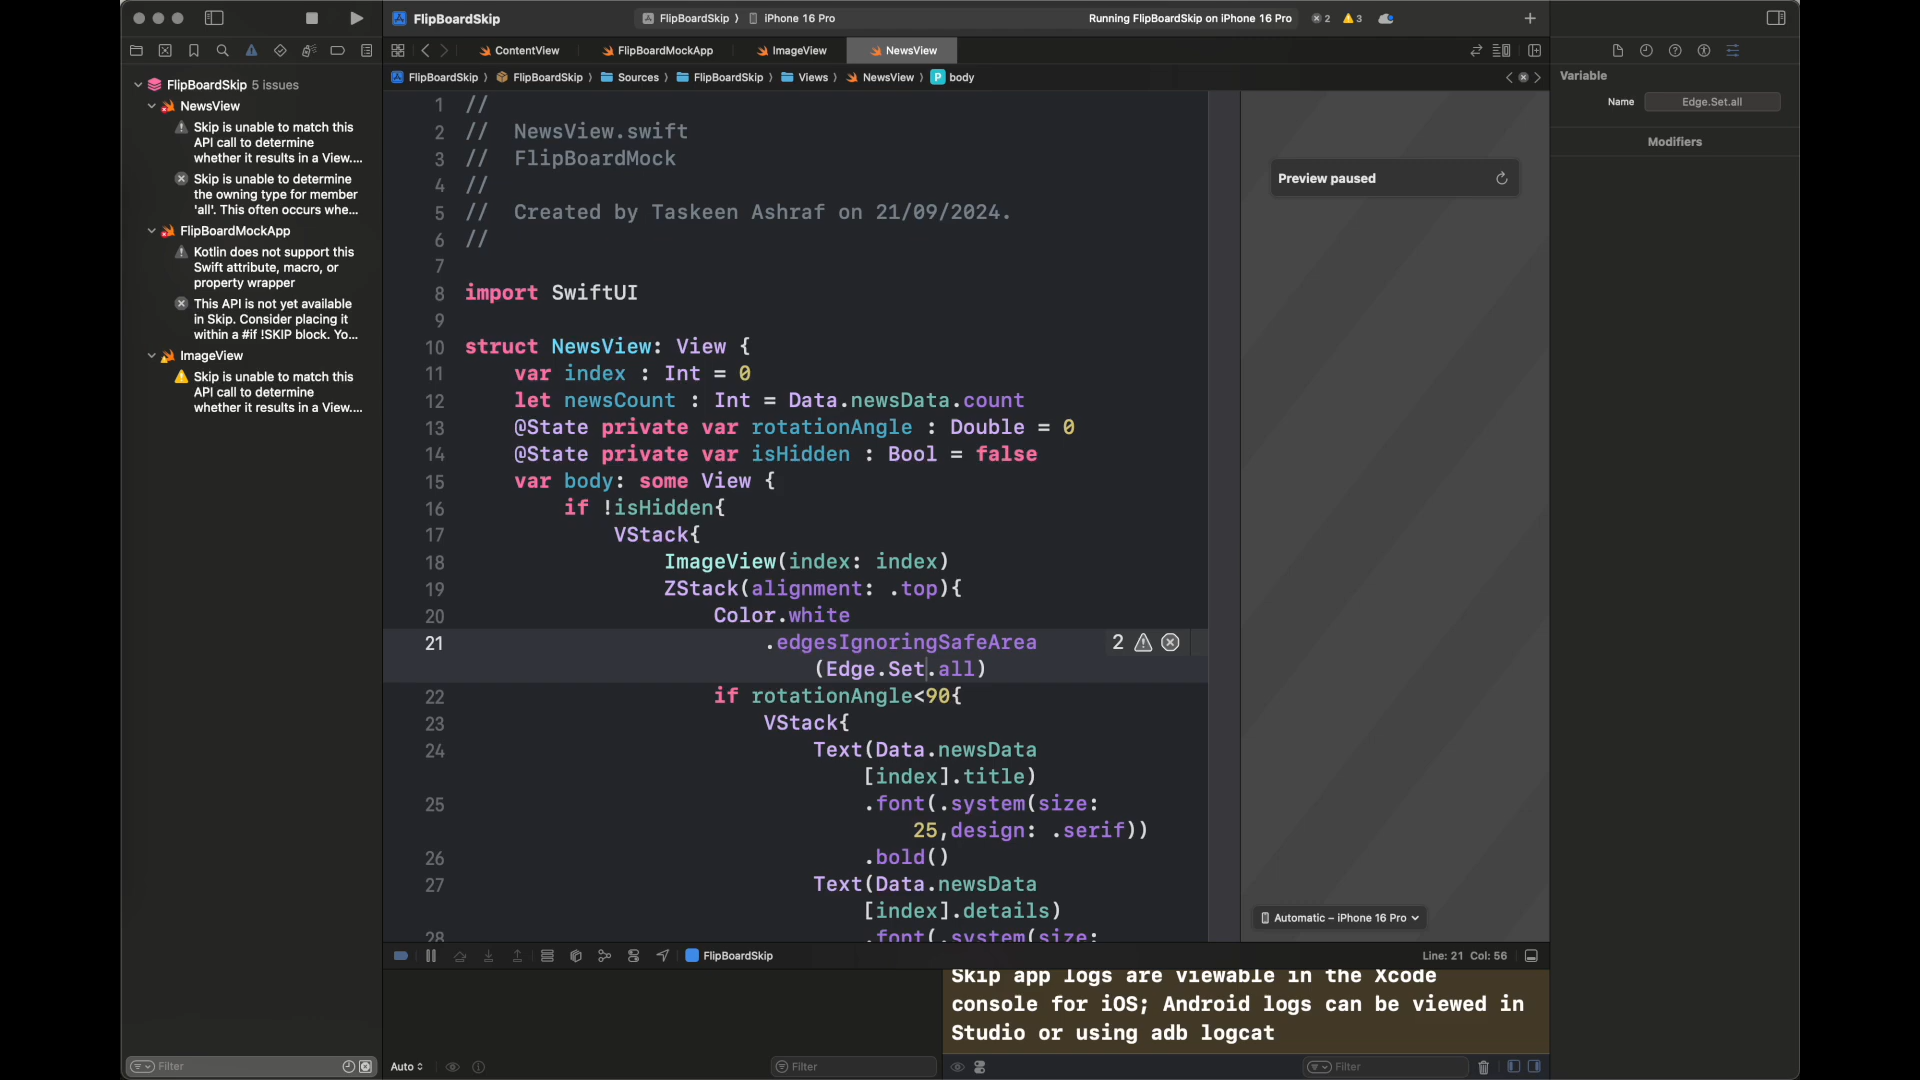 FlipBoardSkip
FlipBoardSkip
iPhone 16 Pro
Running FlipBoardSkip on iPhone 16 Pro
2
3
ContentView
FlipBoardMockApp
ImageView
NewsView
FlipBoardSkip
FlipBoardSkip
Sources
FlipBoardSkip
Views
NewsView
P
body
FlipBoardSkip 5 issues
NewsView
Skip is unable to match this
API call to determine
whether it results in a View....
Skip is unable to determine
the owning type for member
'all'. This often occurs whe...
FlipBoardMockApp
Kotlin does not support this
Swift attribute, macro, or
property wrapper
This API is not yet available
in Skip. Consider placing it
within a #if !SKIP block. Yo...
ImageView
Skip is unable to match this
API call to determine
whether it results in a View....
1 //
2 //  NewsView.swift
3 //  FlipBoardMock
4 //
5 //  Created by Taskeen Ashraf on 21/09/2024.
6 //
7
8 import SwiftUI
9
10 struct NewsView: View {
11     var index : Int = 0
12     let newsCount : Int = Data.newsData.count
13     @State private var rotationAngle : Double = 0
14     @State private var isHidden : Bool = false
15     var body: some View {
16         if !isHidden{
17             VStack{
18                 ImageView(index: index)
19                 ZStack(alignment: .top){
20                     Color.white
21                         .edgesIgnoringSafeArea
(Edge.Set.all)
2
22                     if rotationAngle<90{
23                         VStack{
24                             Text(Data.newsData
[index].title)
25                                 .font(.system(size:
25,design: .serif))
26                                 .bold()
27                             Text(Data.newsData
[index].details)
28                                 .font(.system(size:
Preview paused
Automatic – iPhone 16 Pro
Variable
Name
Edge.Set.all
Modifiers
FlipBoardSkip
Line: 21 Col: 56
Skip app logs are viewable in the Xcode
console for iOS; Android logs can be viewed in
Studio or using adb logcat
Filter
Auto
Filter
Filter